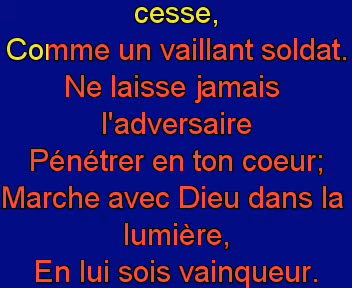 cesse,
Comme un vaillant soldat.
Ne laisse jamais
l'adversaire
Pénétrer en ton coeur;
Marche avec Dieu dans la
lumière,
En lui sois vainqueur.